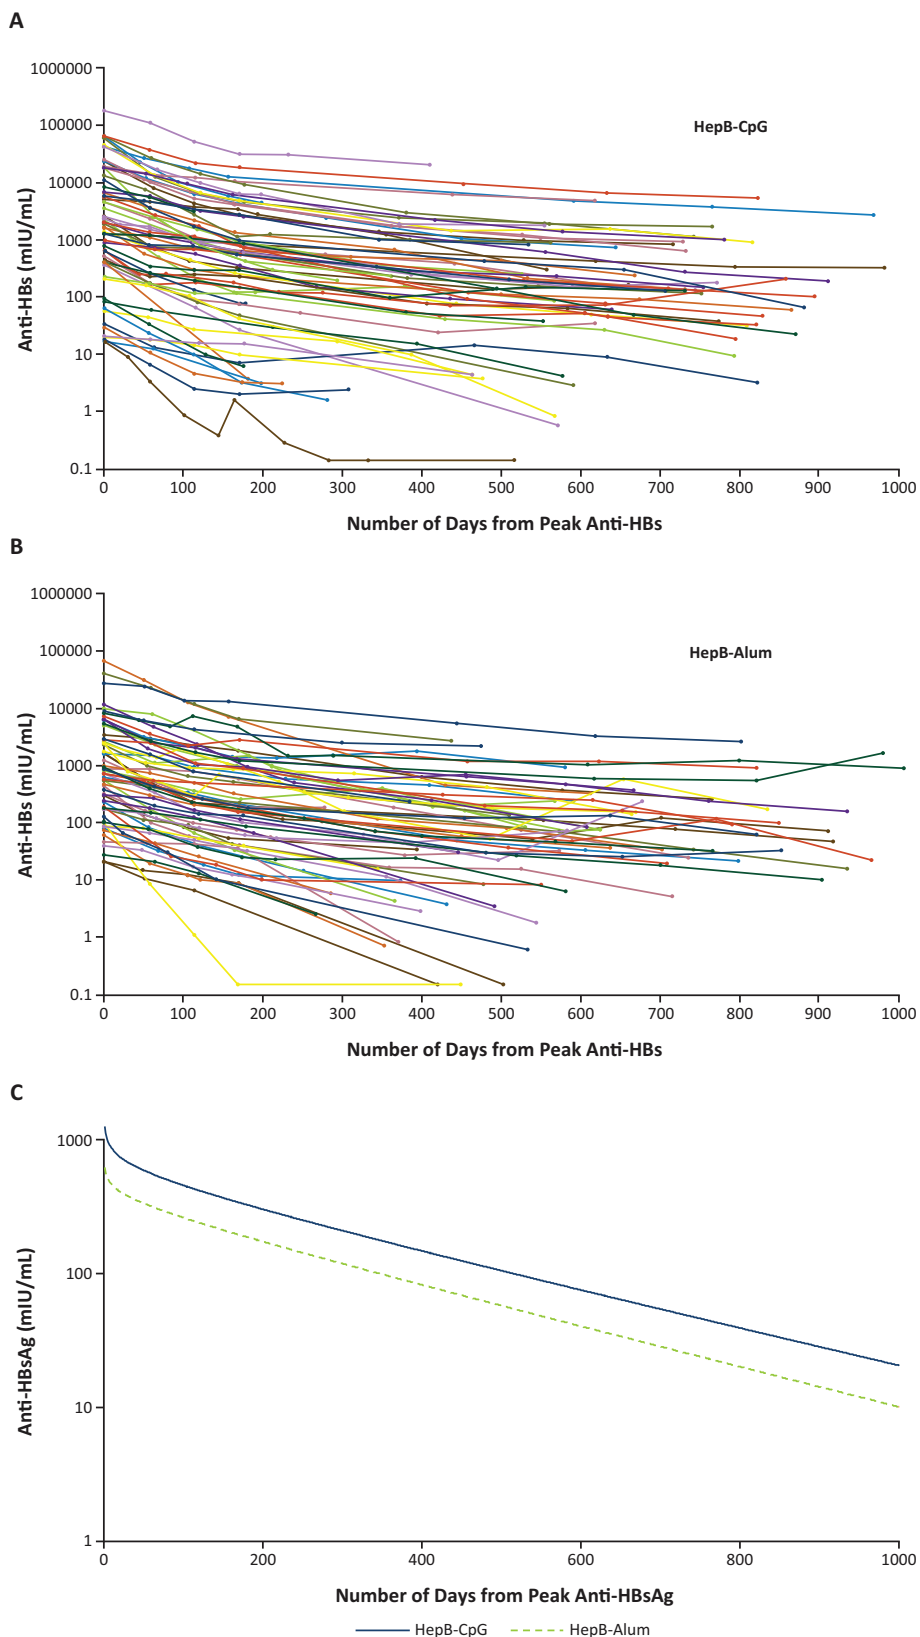 A
1000000
100000
10000
1000
100
10
1
0.1
Anti-HBs (mIU/mL)
HepB-CpG
0 100 200 300 400 500 600 700 800 900 1000
Number of Days from Peak Anti-HBs
B
1000000
100000
10000
1000
100
10
1
0.1
Anti-HBs (mIU/mL)
HepB-Alum
0 100 200 300 400 500 600 700 800 900 1000
Number of Days from Peak Anti-HBs
C
1000
100
10
1
Anti-HBsAg (mIU/mL)
0 200 400 600 800 1000
Number of Days from Peak Anti-HBsAg
HepB-CpG HepB-Alum